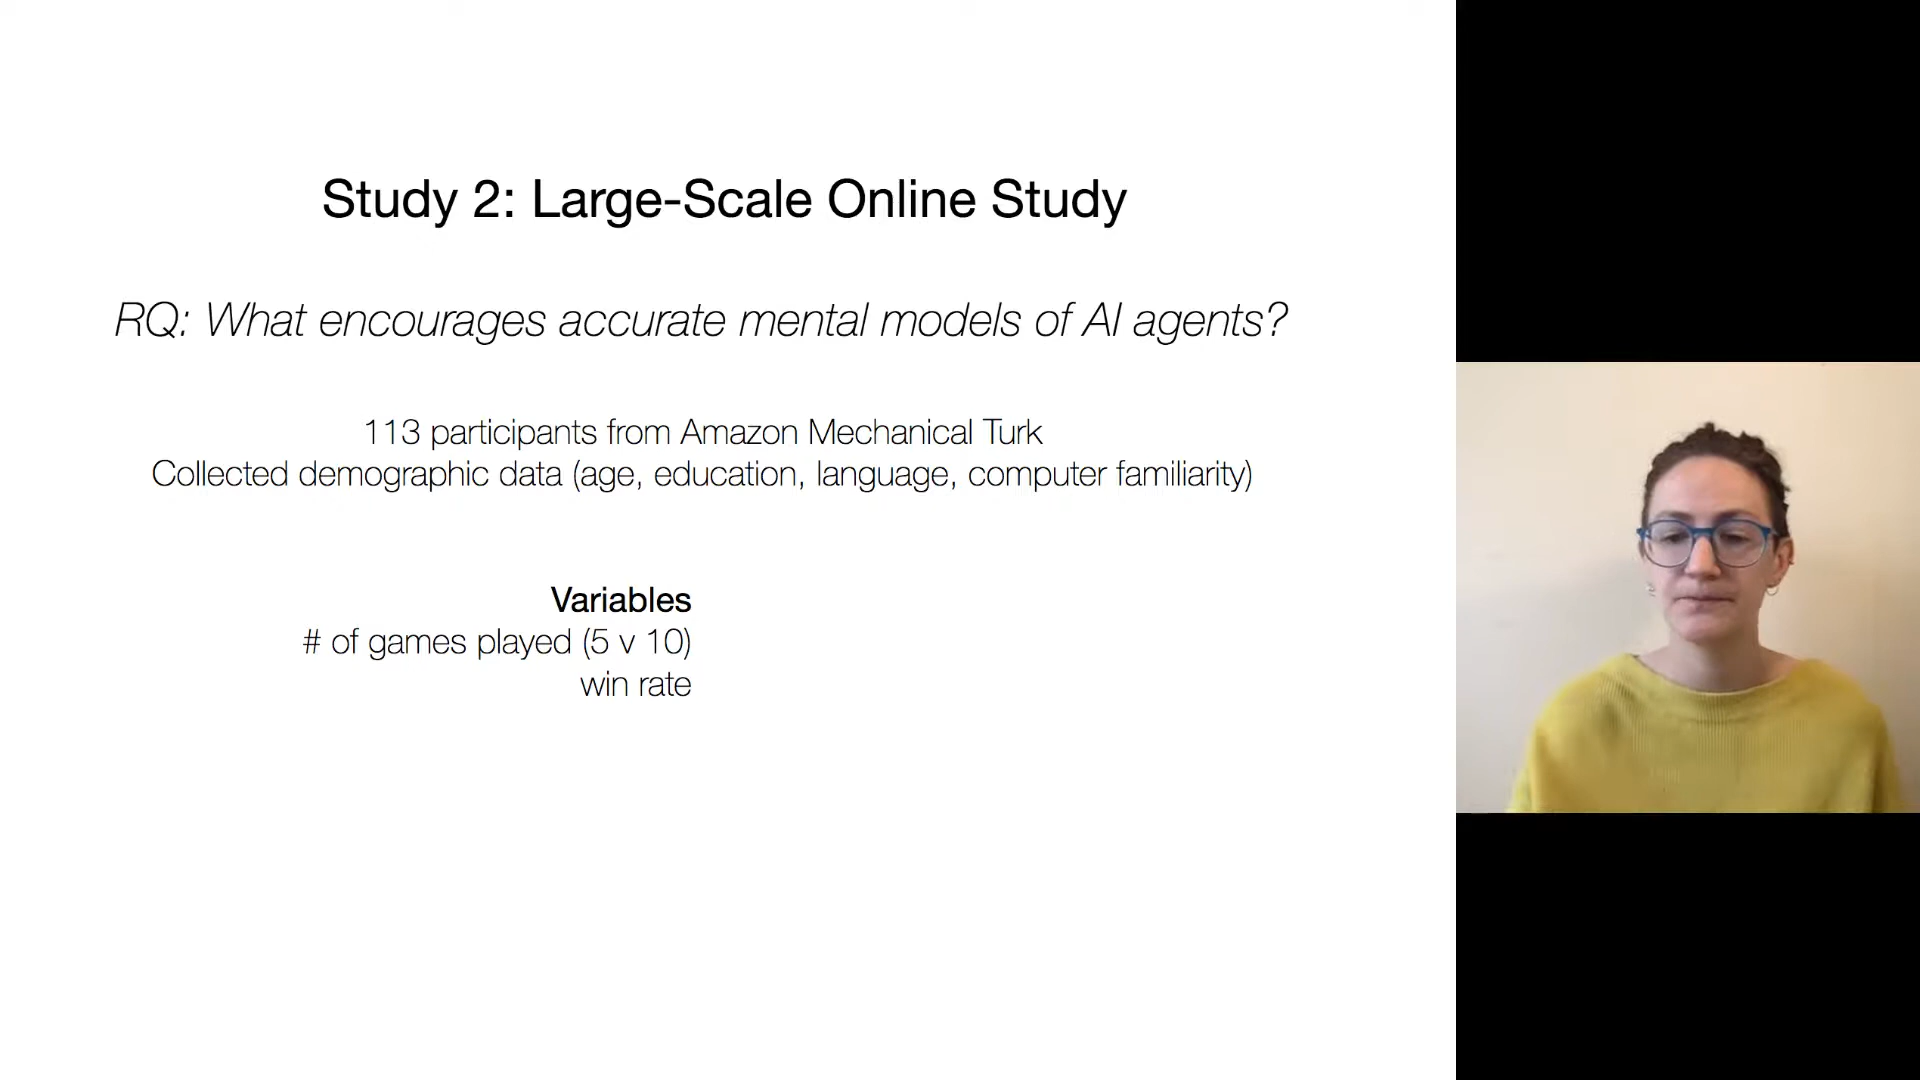 Study 2: Large-Scale Online Study
RQ: What encourages accurate mental models of AI agents?
113 participants from Amazon Mechanical Turk
Collected demographic data (age, education, language, computer familiarity)
Variables
# of games played (5 v 10)
win rate